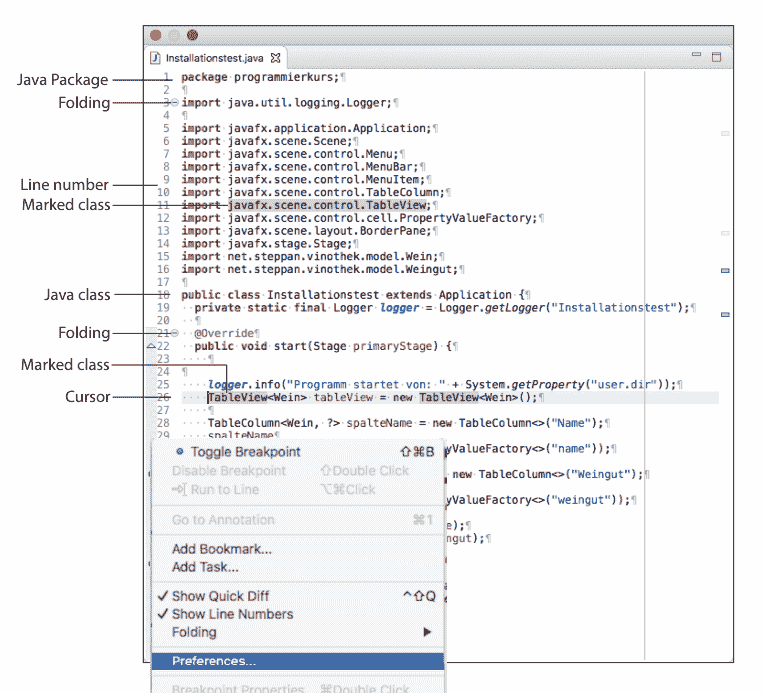 Installationstest.java
Java Package
1 package programmierkurs;¶
2 ¶
Folding
3 import java.util.logging.Logger;¶
4 ¶
5 import javafx.application.Application;¶
6 import javafx.scene.Scene;¶
7 import javafx.scene.control.Menu;¶
8 import javafx.scene.control.MenuBar;¶
Line number
9 import javafx.scene.control.MenuItem;¶
10 import javafx.scene.control.TableColumn;¶
Marked class
11 import javafx.scene.control.TableView;¶
12 import javafx.scene.control.cell.PropertyValueFactory;¶
13 import javafx.scene.layout.BorderPane;¶
14 import javafx.stage.Stage;¶
15 import net.steppan.vinothek.model.Wein;¶
16 import net.steppan.vinothek.model.Weingut;¶
17 ¶
Java class
18 public class Installationstest extends Application {¶
19 private static final Logger logger = Logger.getLogger("Installationstest");¶
20 ¶
Folding
21 @Override¶
22 public void start(Stage primaryStage) {¶
23 ¶
Marked class
24 ¶
25 logger.info("Programm startet von: " + System.getProperty("user.dir"));¶
Cursor
26 TableView<Wein> tableView = new TableView<Wein>();¶
27 ¶
28 TableColumn<Wein, ?> spalteName = new TableColumn<>("Name");¶
29 spalteName
yValueFactory<>("name"));¶
new TableColumn<>("Weingut");¶
yValueFactory<>("weingut"));¶
e);¶
ngut);¶
Toggle Breakpoint ⇧⌘B
Disable Breakpoint ⇧Double Click
Run to Line ⌥⌘Click
Go to Annotation ⌘1
Add Bookmark...
Add Task...
✓ Show Quick Diff ^⇧Q
✓ Show Line Numbers
Folding ▶
Preferences...
Breakpoint Properties ⌘Double Click